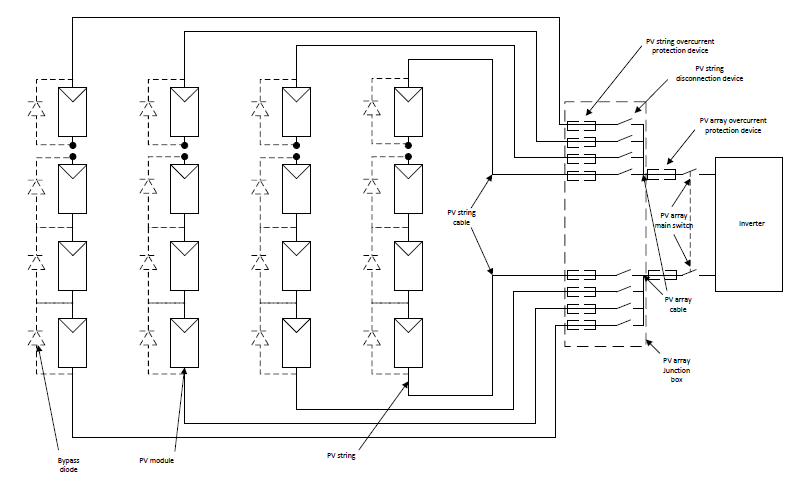 PV string overcurrent
protection device
PV string
disconnection device
PV array overcurrent
protection device
PV string
cable
PV array
main switch
Inverter
PV array
cable
PV array
Junction
box
Bypass
diode
PV module
PV string